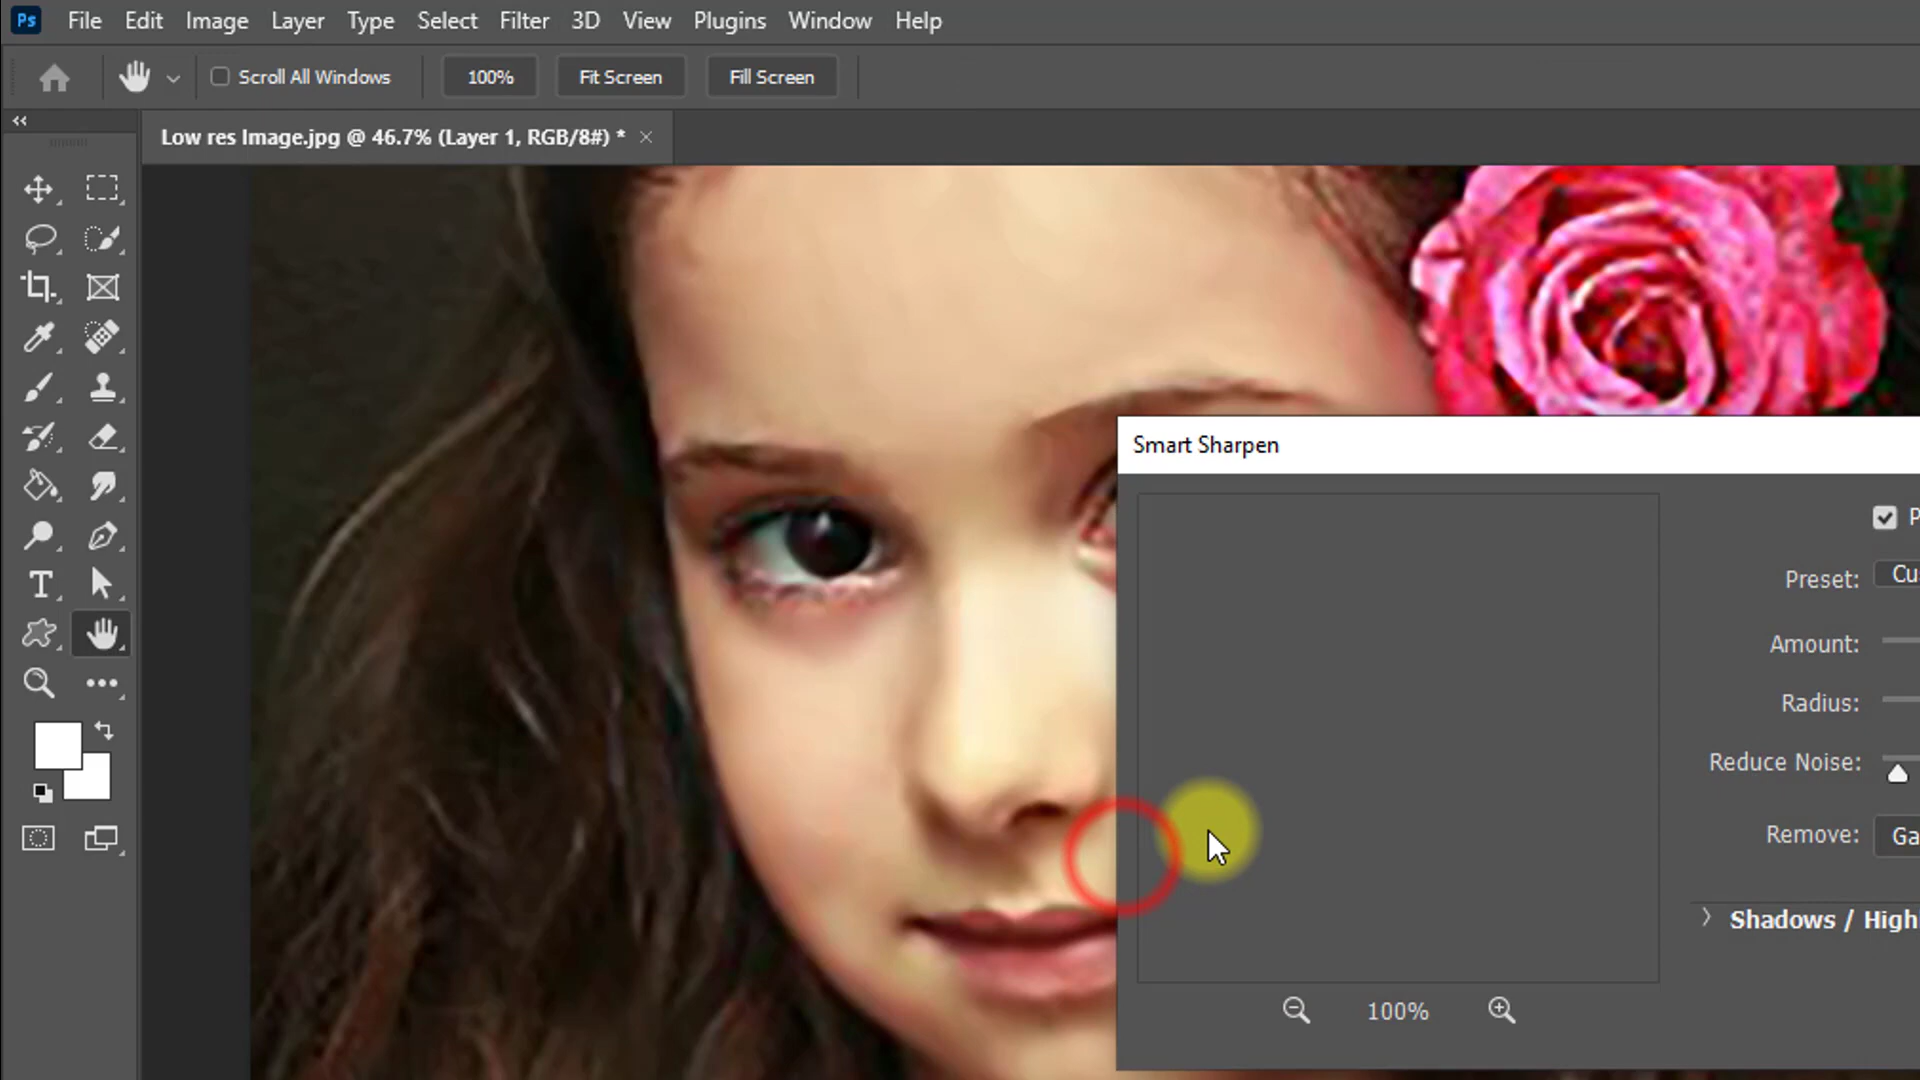 Ps File Edit Image Layer Type Select Filter 3D View Plugins Window Help
Scroll All Windows 100% Fit Screen Fill Screen
Low res Image.jpg @ 46.7% (Layer 1, RGB/8#) *
Smart Sharpen
Preset:
Amount:
Radius:
Reduce Noise:
Remove:
Shadows /
100%